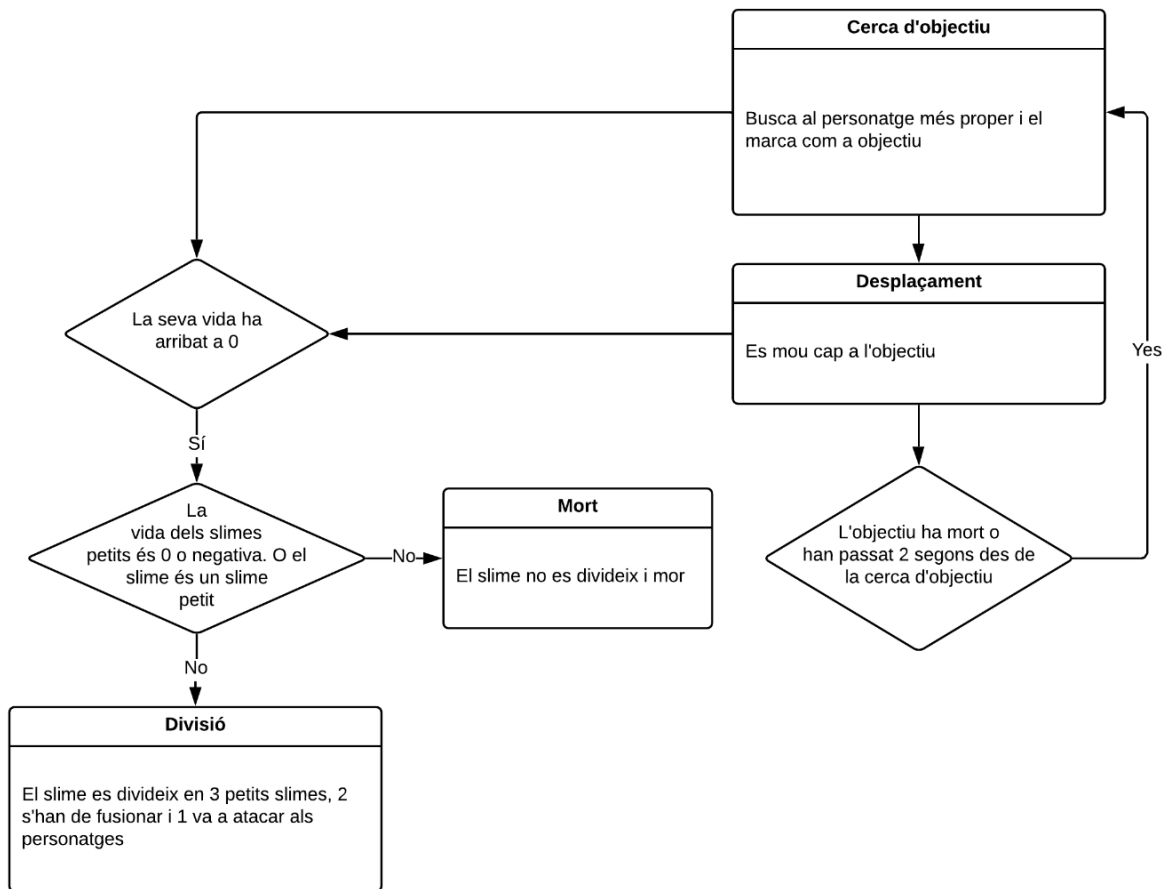 Cerca d'objectiu
Busca al personatge més proper i el
marca com a objectiu
Desplaçament
Es mou cap a l'objectiu
Yes
La seva vida ha
arribat a 0
Sí
L'objectiu ha mort o
han passat 2 segons des de
la cerca d'objectiu
La
vida dels slimes
petits és 0 o negativa. O el
slime és un slime
petit
No
Mort
El slime no es divideix i mor
No
Divisió
El slime es divideix en 3 petits slimes, 2
s'han de fusionar i 1 va a atacar als
personatges